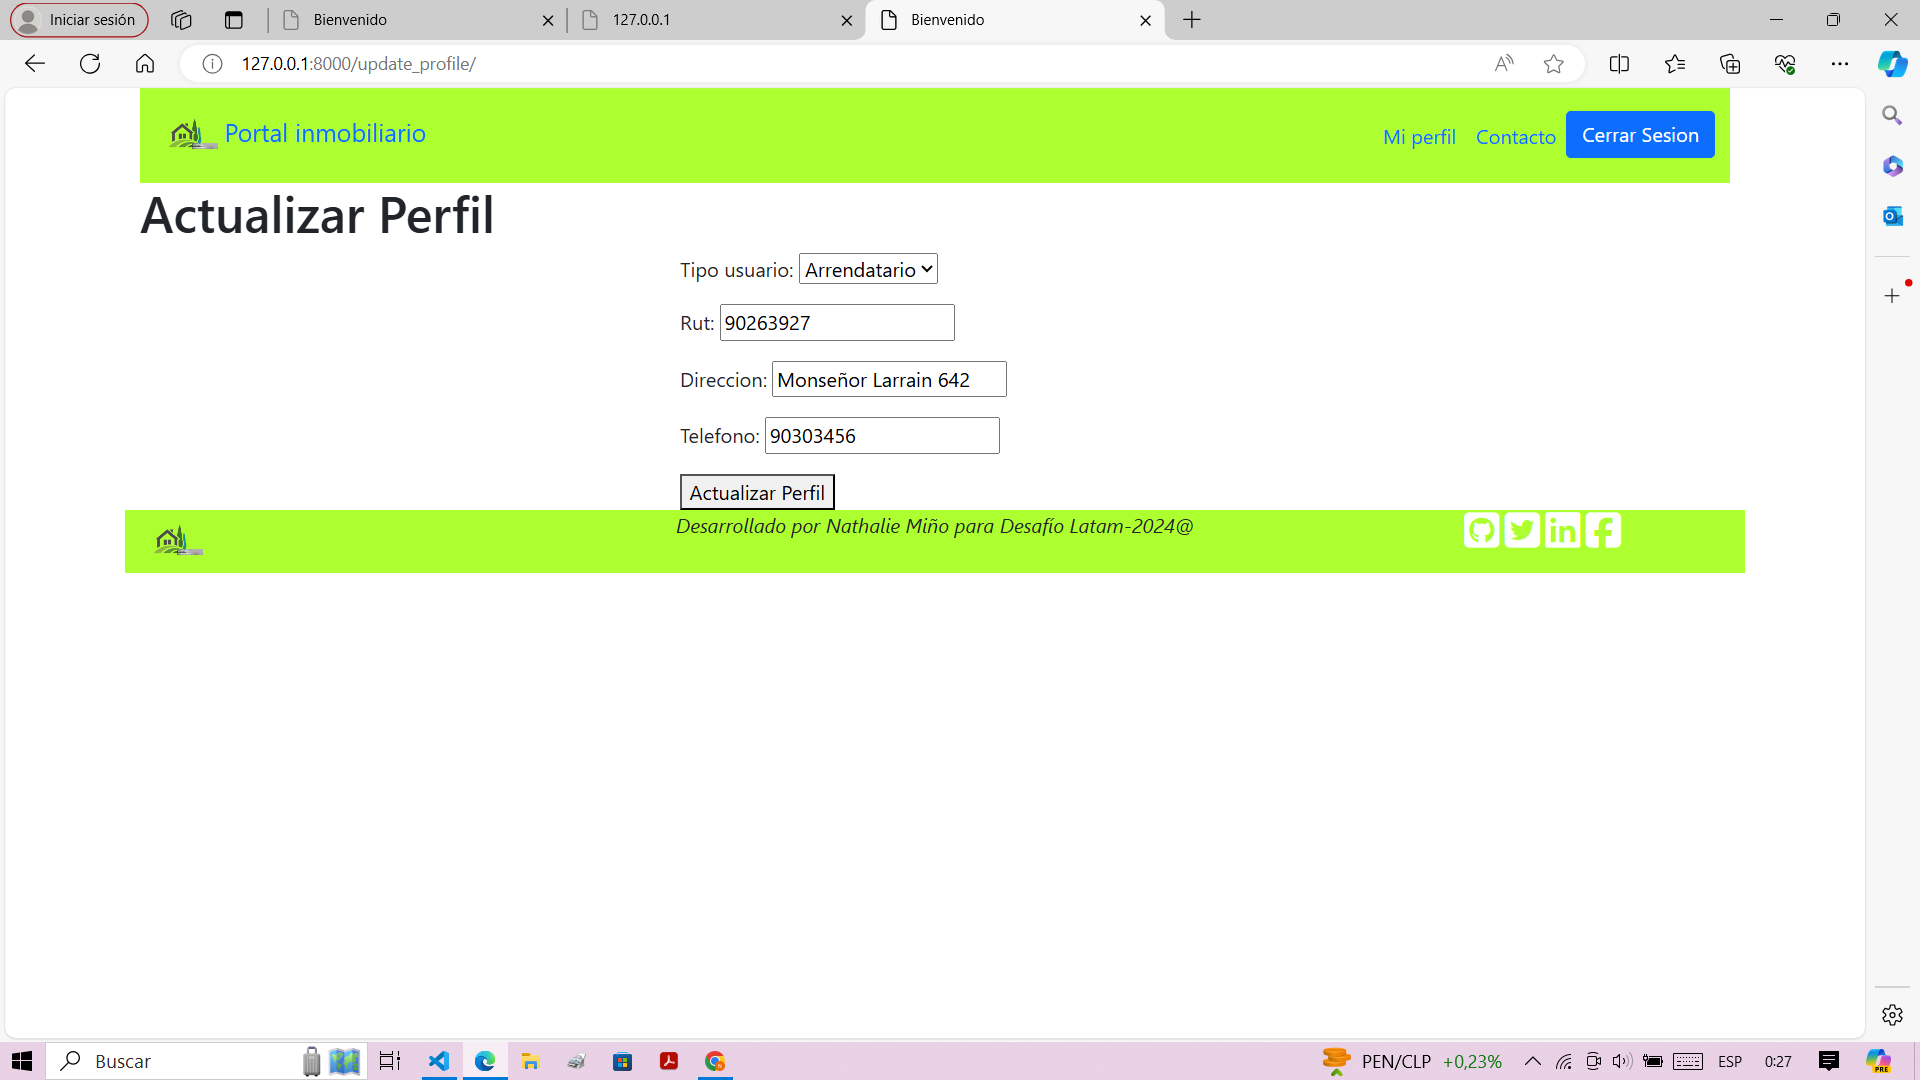 Iniciar sesión
Bienvenido
127.0.0.1
Bienvenido
127.0.0.1:8000/update_profile/
Portal inmobiliario
Mi perfil
Contacto
Cerrar Sesion
Actualizar Perfil
Tipo usuario: Arrendatario
Rut: 90263927
Direccion: Monseñor Larrain 642
Telefono: 90303456
Actualizar Perfil
Desarrollado por Nathalie Miño para Desafío Latam-2024@
Buscar
PEN/CLP +0,23%
ESP
0:27
PRE